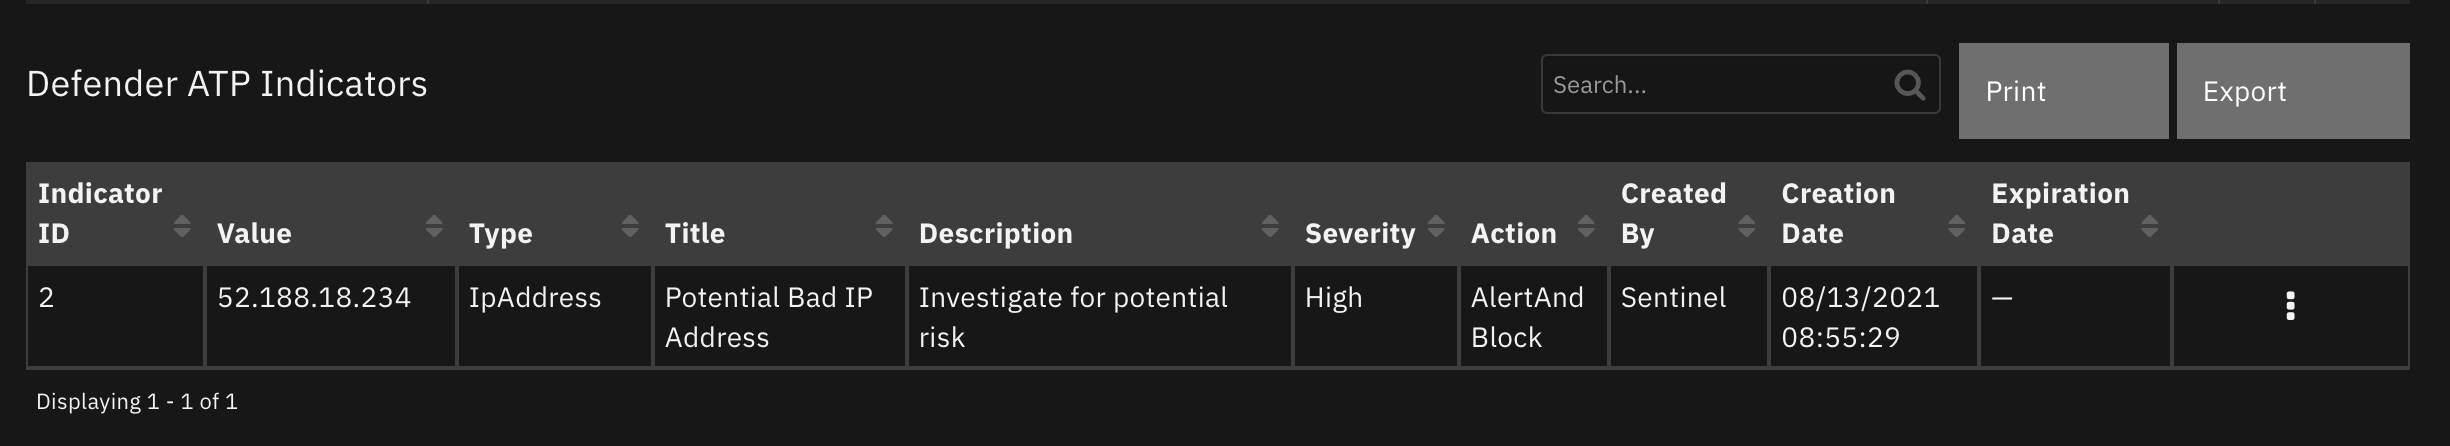 Defender ATP Indicators
Search...
Print
Export
Indicator ID
Value
Type
Title
Description
Severity
Action
Created By
Creation Date
Expiration Date
2
52.188.18.234
IpAddress
Potential Bad IP
Address
Investigate for potential
risk
High
AlertAnd
Block
Sentinel
08/13/2021
08:55:29
—
Displaying 1 - 1 of 1